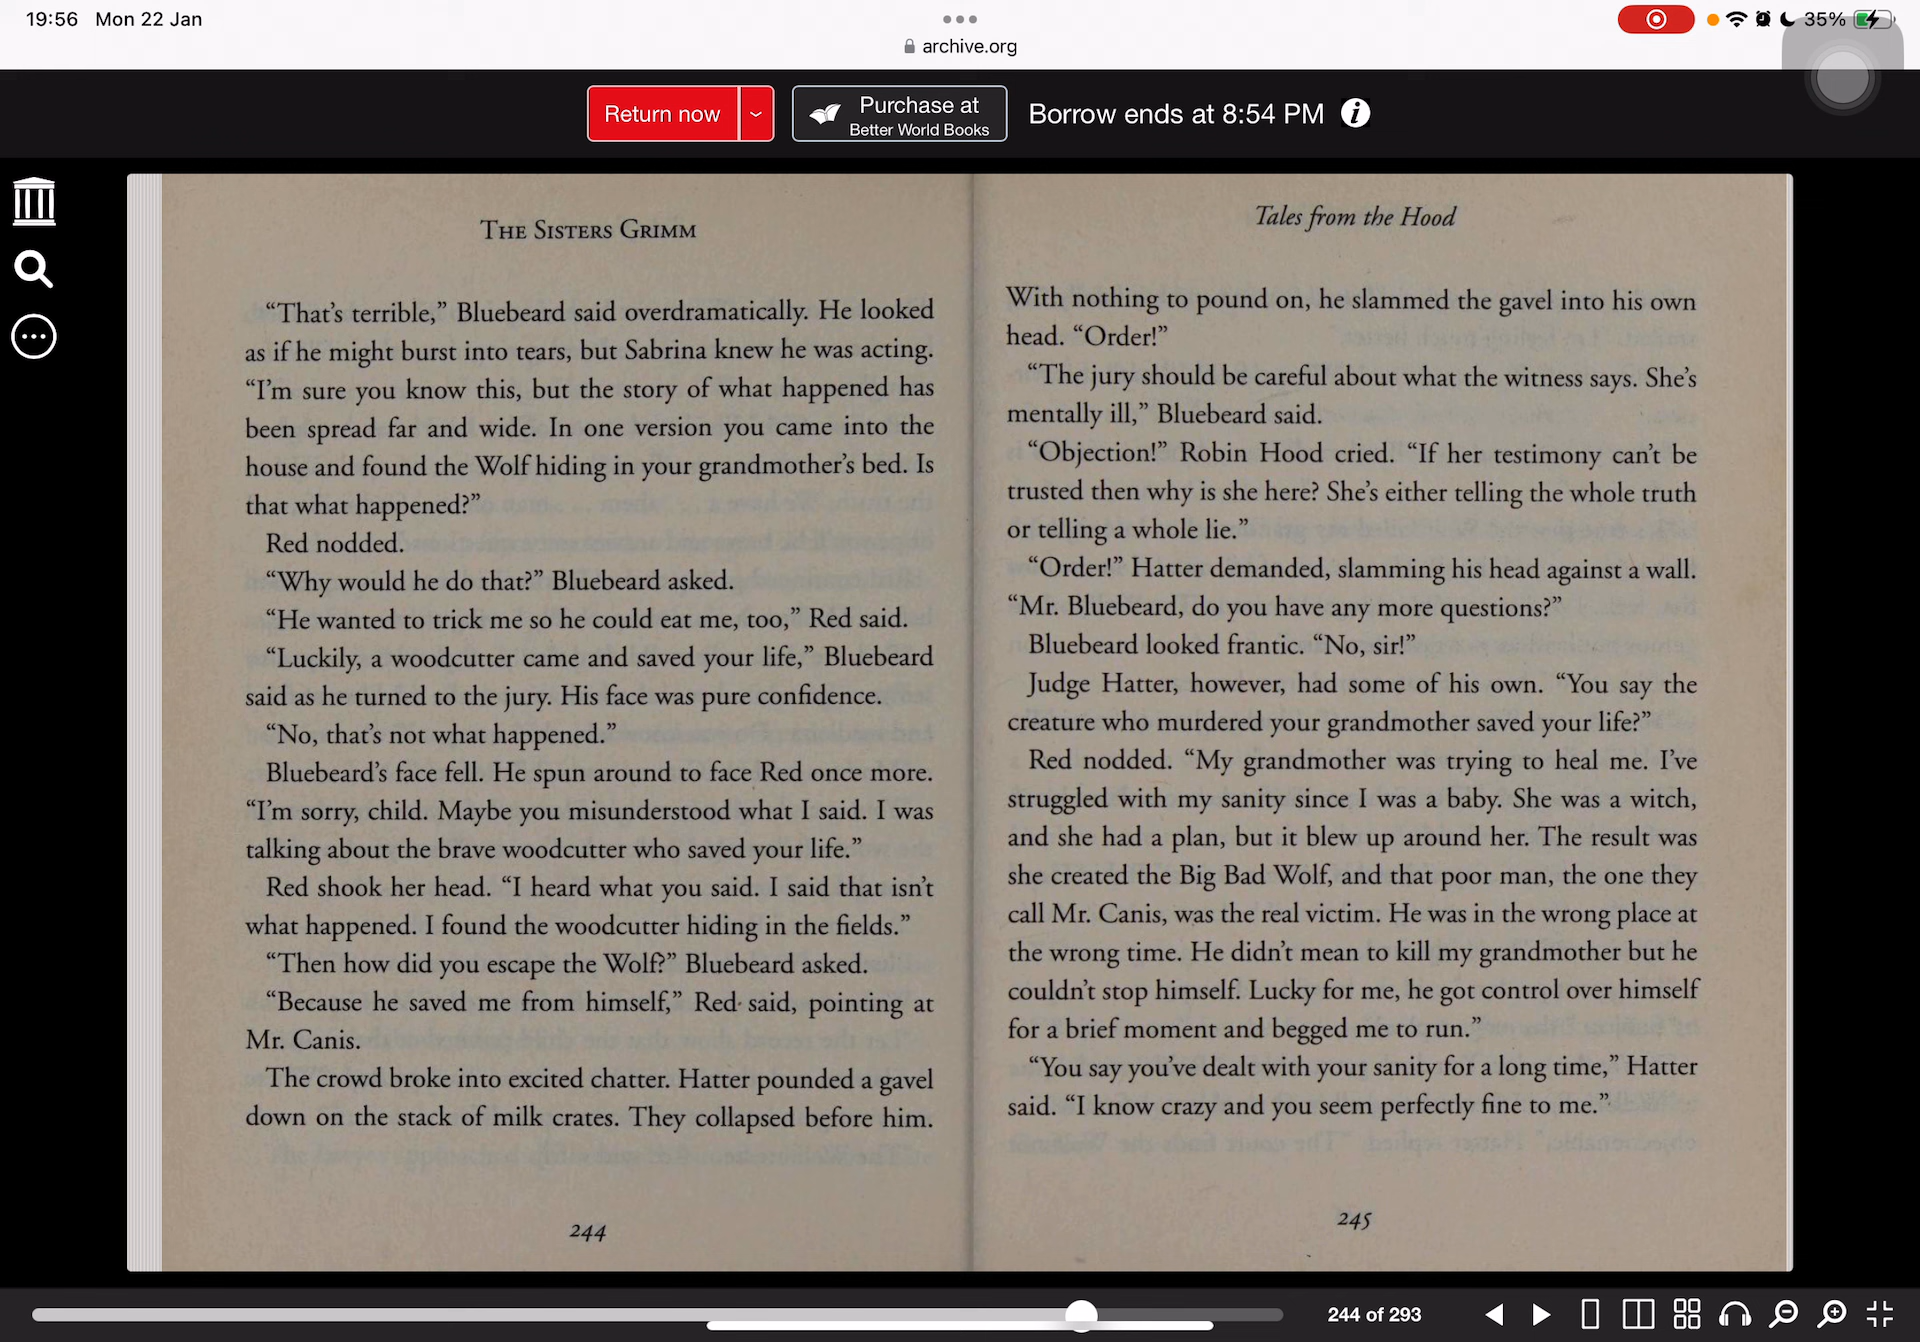 19:56 Mon 22 Jan
35%
archive.org
Return now
Purchase at
Better World Books
Borrow ends at 8:54 PM
THE SISTERS GRIMM
“That’s terrible,” Bluebeard said overdramatically. He looked
as if he might burst into tears, but Sabrina knew he was acting.
“I’m sure you know this, but the story of what happened has
been spread far and wide. In one version you came into the
house and found the Wolf hiding in your grandmother’s bed. Is
that what happened?”
Red nodded.
“Why would he do that?” Bluebeard asked.
“He wanted to trick me so he could eat me, too,” Red said.
“Luckily, a woodcutter came and saved your life,” Bluebeard
said as he turned to the jury. His face was pure confidence.
“No, that’s not what happened.”
Bluebeard’s face fell. He spun around to face Red once more.
“I’m sorry, child. Maybe you misunderstood what I said. I was
talking about the brave woodcutter who saved your life.”
Red shook her head. “I heard what you said. I said that isn’t
what happened. I found the woodcutter hiding in the fields.”
“Then how did you escape the Wolf?” Bluebeard asked.
“Because he saved me from himself,” Red said, pointing at
Mr. Canis.
The crowd broke into excited chatter. Hatter pounded a gavel
down on the stack of milk crates. They collapsed before him.
244
Tales from the Hood
With nothing to pound on, he slammed the gavel into his own
head. “Order!”
“The jury should be careful about what the witness says. She’s
mentally ill,” Bluebeard said.
“Objection!” Robin Hood cried. “If her testimony can’t be
trusted then why is she here? She’s either telling the whole truth
or telling a whole lie.”
“Order!” Hatter demanded, slamming his head against a wall.
“Mr. Bluebeard, do you have any more questions?”
Bluebeard looked frantic. “No, sir!”
Judge Hatter, however, had some of his own. “You say the
creature who murdered your grandmother saved your life?”
Red nodded. “My grandmother was trying to heal me. I’ve
struggled with my sanity since I was a baby. She was a witch,
and she had a plan, but it blew up around her. The result was
she created the Big Bad Wolf, and that poor man, the one they
call Mr. Canis, was the real victim. He was in the wrong place at
the wrong time. He didn’t mean to kill my grandmother but he
couldn’t stop himself. Lucky for me, he got control over himself
for a brief moment and begged me to run.”
“You say you’ve dealt with your sanity for a long time,” Hatter
said. “I know crazy and you seem perfectly fine to me.”
245
244 of 293